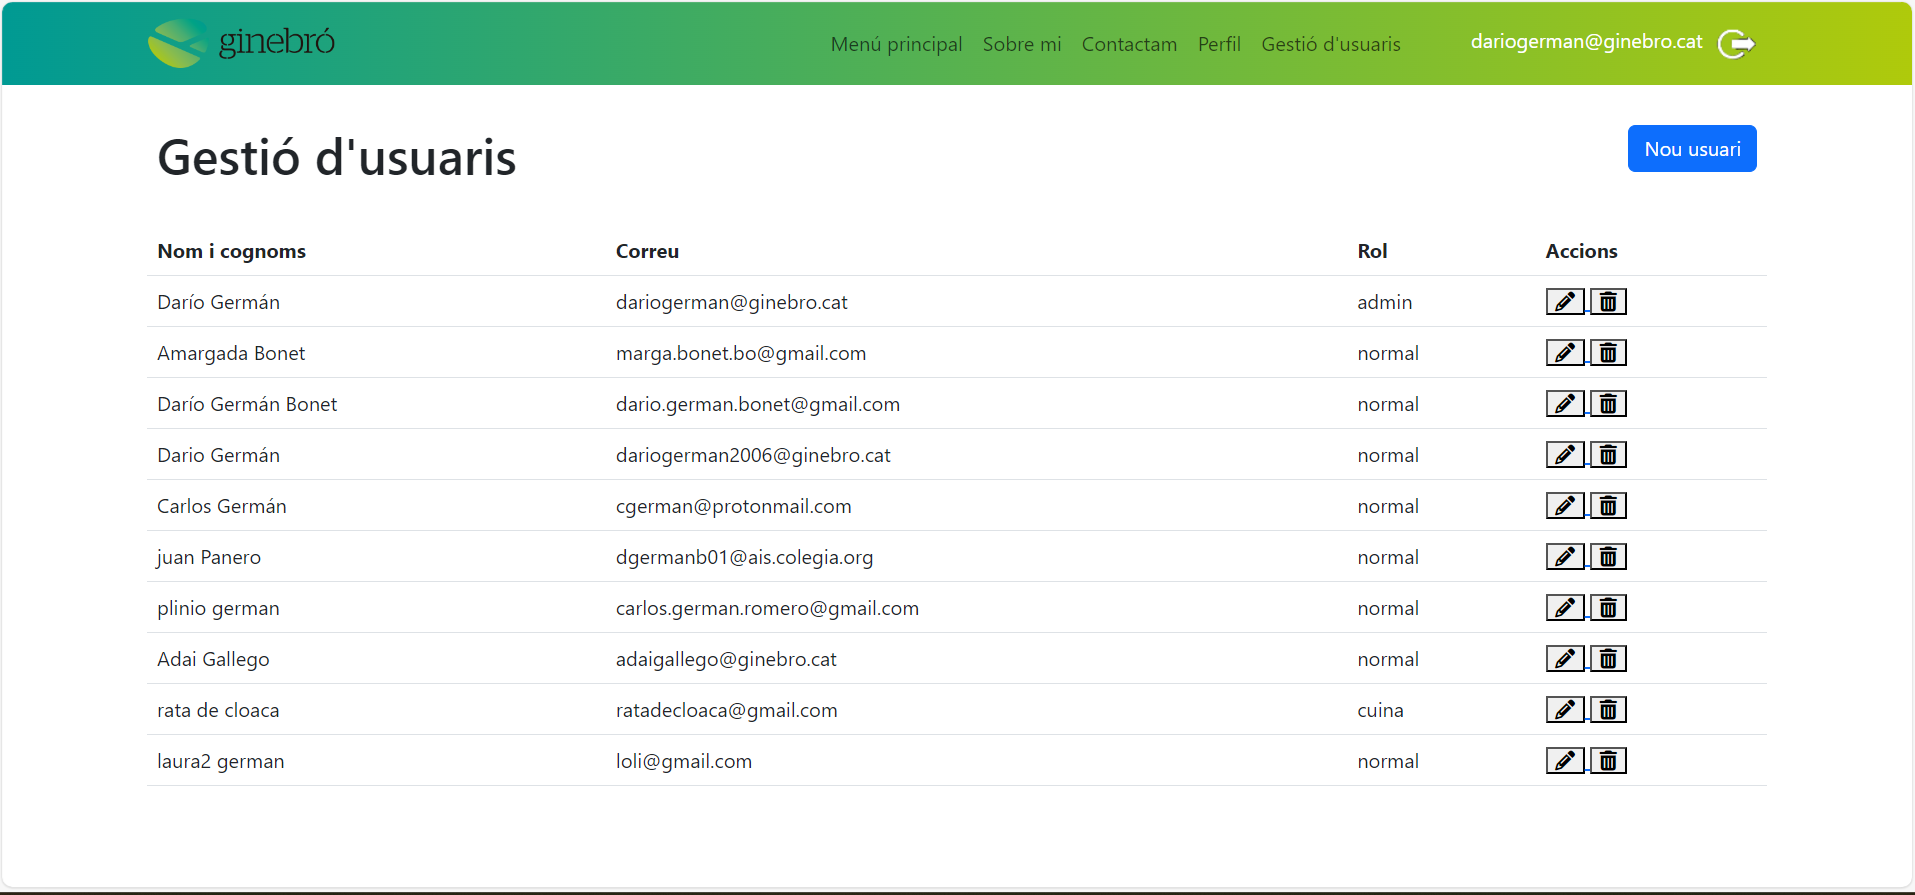 ginebró
Menú principal Sobre mi Contactam Perfil Gestió d'usuaris dariogerman@ginebro.cat
Gestió d'usuaris Nou usuari
Nom i cognoms Correu Rol Accions
Darío Germán dariogerman@ginebro.cat admin
Amargada Bonet marga.bonet.bo@gmail.com normal
Darío Germán Bonet dario.german.bonet@gmail.com normal
Dario Germán dariogerman2006@ginebro.cat normal
Carlos Germán cgerman@protonmail.com normal
juan Panero dgermanb01@ais.colegia.org normal
plinio german carlos.german.romero@gmail.com normal
Adai Gallego adaigallego@ginebro.cat normal
rata de cloaca ratadecloaca@gmail.com cuina
laura2 german loli@gmail.com normal